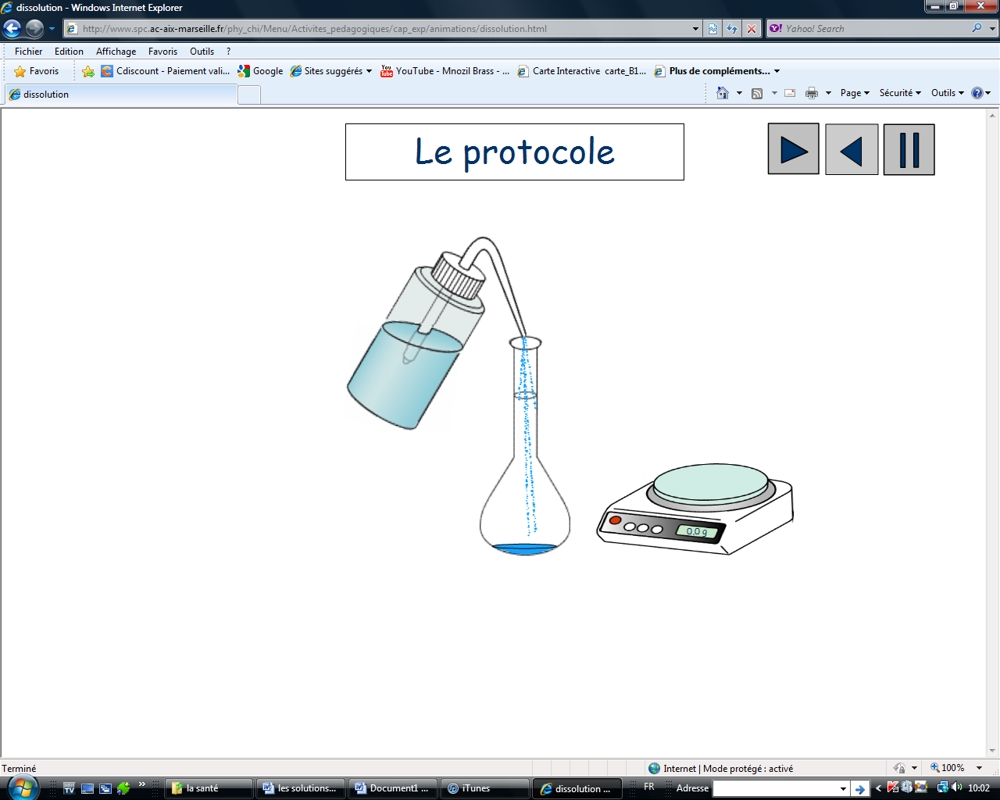 dissolution - Windows Internet Explorer
http://www.spc.ac-aix-marseille.fr/phy_chi/Menu/Activites_pedagogiques/cap_exp/animations/dissolution.html
Yahoo! Search
Fichier Edition Affichage Favoris Outils ?
Favoris Cdiscount - Paiement vali... Google Sites suggérés YouTube - Mnozil Brass - ... Carte Interactive carte_B1... Plus de compléments...
dissolution Page Sécurité Outils
Le protocole
0,0 g
Terminé Internet | Mode protégé : activé 100%
la santé les solutions... Document1 ... iTunes dissolution ... FR Adresse 10:02